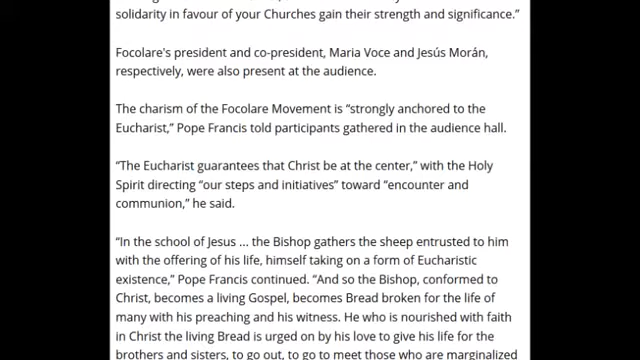 solidarity in favour of your Churches gain their strength and significance.”
Focolare's president and co-president, Maria Voce and Jesús Morán,
respectively, were also present at the audience.
The charism of the Focolare Movement is “strongly anchored to the
Eucharist,” Pope Francis told participants gathered in the audience hall.
“The Eucharist guarantees that Christ be at the center,” with the Holy
Spirit directing “our steps and initiatives” toward “encounter and
communion,” he said.
“In the school of Jesus ... the Bishop gathers the sheep entrusted to him
with the offering of his life, himself taking on a form of Eucharistic
existence,” Pope Francis continued. “And so the Bishop, conformed to
Christ, becomes a living Gospel, becomes Bread broken for the life of
many with his preaching and his witness. He who is nourished with faith
in Christ the living Bread is urged on by his love to give his life for the
brothers and sisters, to go out, to go to meet those who are marginalized